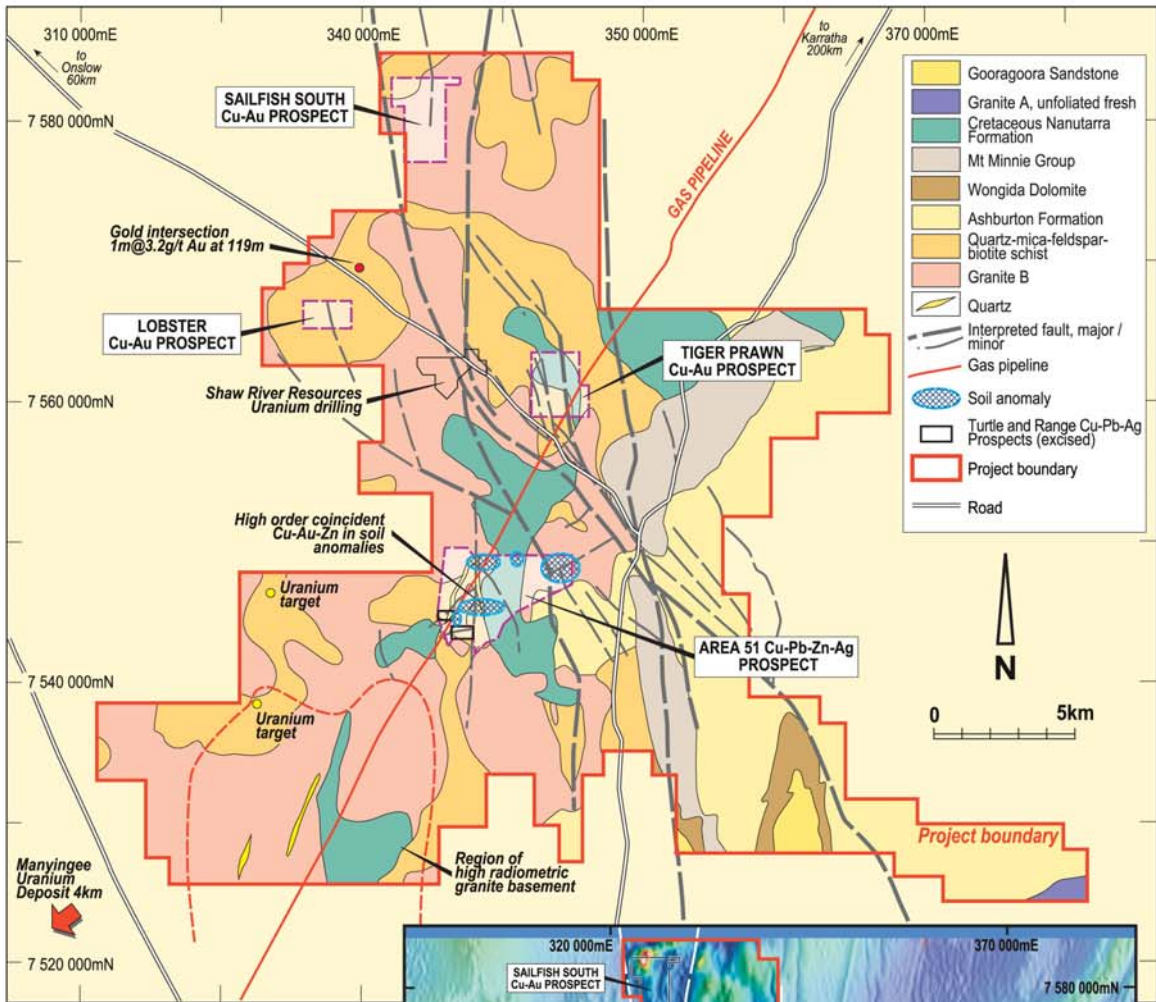 310 000mE
340 000mE
350 000mE
370 000mE
to
Onslow
60km
to
Karratha
200km
SAILFISH SOUTH
Cu-Au PROSPECT
7 580 000mN
GAS PIPELINE
Gold intersection
1m@3.2g/t Au at 119m
LOBSTER
Cu-Au PROSPECT
TIGER PRAWN
Cu-Au PROSPECT
Shaw River Resources
Uranium drilling
7 560 000mN
High order coincident
Cu-Au-Zn in soil
anomalies
Uranium
target
AREA 51 Cu-Pb-Zn-Ag
PROSPECT
7 540 000mN
Uranium
target
Manyingee
Uranium
Deposit 4km
Region of
high radiometric
granite basement
Project boundary
7 520 000mN
Gooragoora Sandstone
Granite A, unfoliated fresh
Cretaceous Nanutarra
Formation
Mt Minnie Group
Wongida Dolomite
Ashburton Formation
Quartz-mica-feldspar-
biotite schist
Granite B
Quartz
Interpreted fault, major /
minor
Gas pipeline
Soil anomaly
Turtle and Range Cu-Pb-Ag
Prospects (excised)
Project boundary
Road
N
0 5km
320 000mE
370 000mE
SAILFISH SOUTH
Cu-Au PROSPECT
7 580 000mN